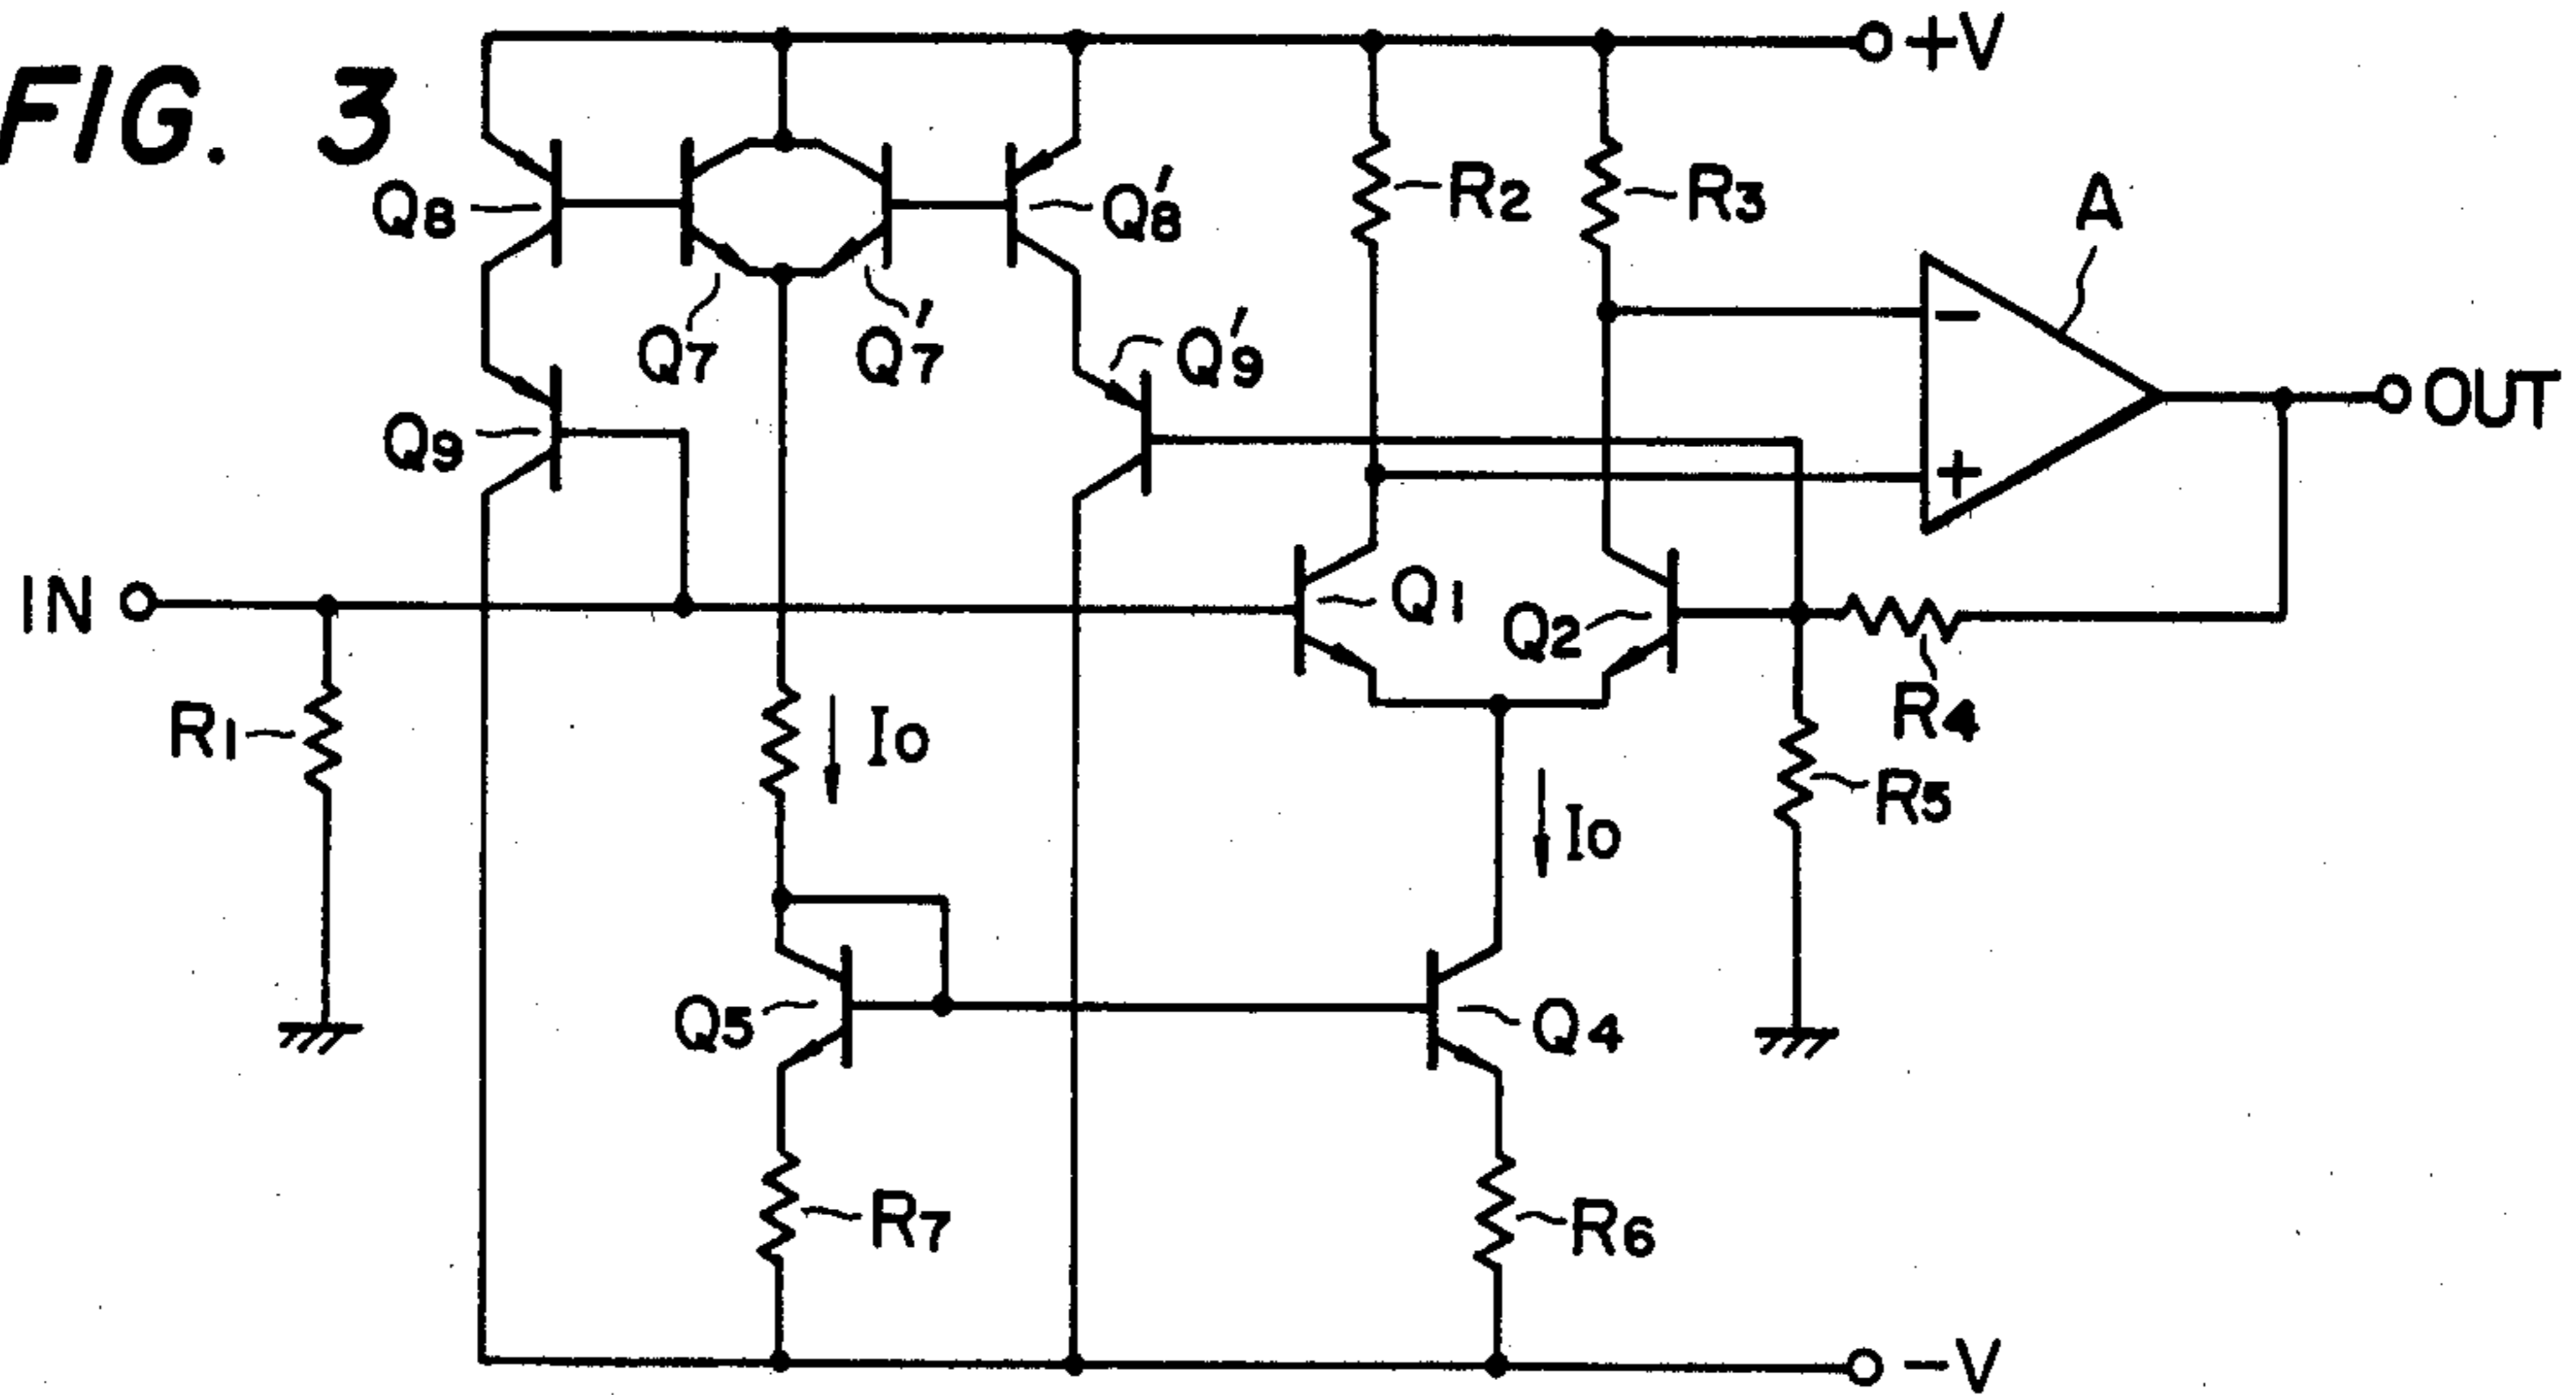 FIG. 3
+V
Q8
Q7
Q7'
Q8'
R2
R3
A
−
+
OUT
Q9
Q9'
IN
R1
I0
Q1
Q2
R4
R5
I0
Q5
Q4
R7
R6
−V